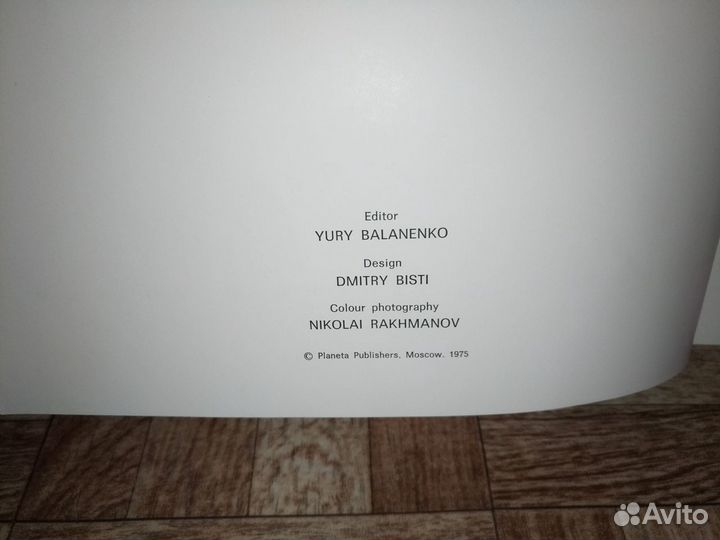 Editor
YURY BALANENKO
Design
DMITRY BISTI
Colour photography
NIKOLAI RAKHMANOV
© Planeta Publishers, Moscow. 1975
Avito